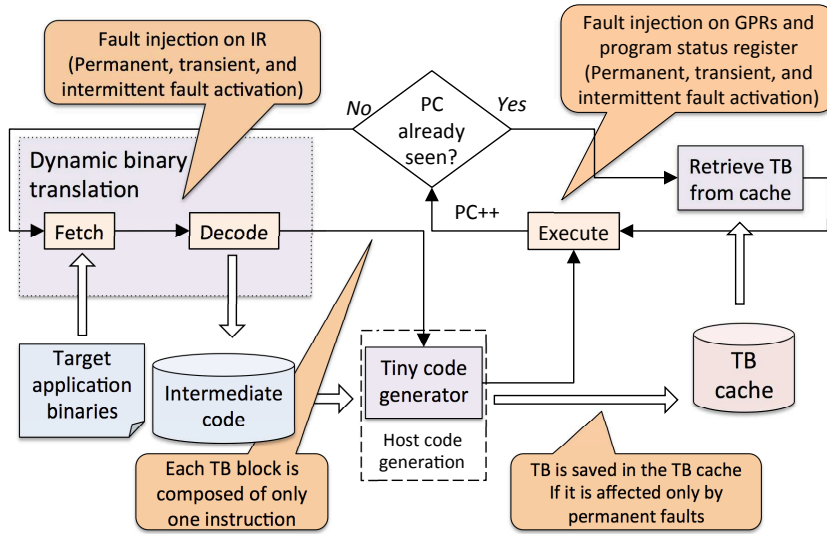 Fault injection on IR
(Permanent, transient, and
intermittent fault activation)
Fault injection on GPRs and
program status register
(Permanent, transient, and
intermittent fault activation)
No
PC
already
seen?
Yes
Dynamic binary
translation
Retrieve TB
from cache
Fetch
Decode
PC++
Execute
Target
application
binaries
Intermediate
code
Tiny code
generator
TB
cache
Host code
generation
Each TB block is
composed of only
one instruction
TB is saved in the TB cache
If it is affected only by
permanent faults